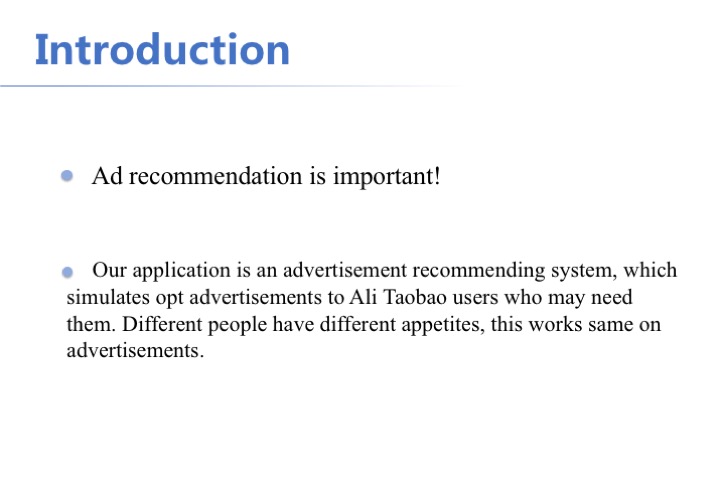 Introduction
Ad recommendation is important!
Our application is an advertisement recommending system, which
simulates opt advertisements to Ali Taobao users who may need
them. Different people have different appetites, this works same on
advertisements.